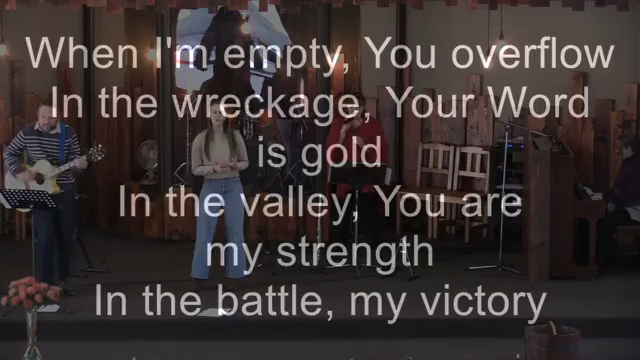 When I'm empty, You overflow
In the wreckage, Your Word
is gold
In the valley, You are
my strength
In the battle, my victory